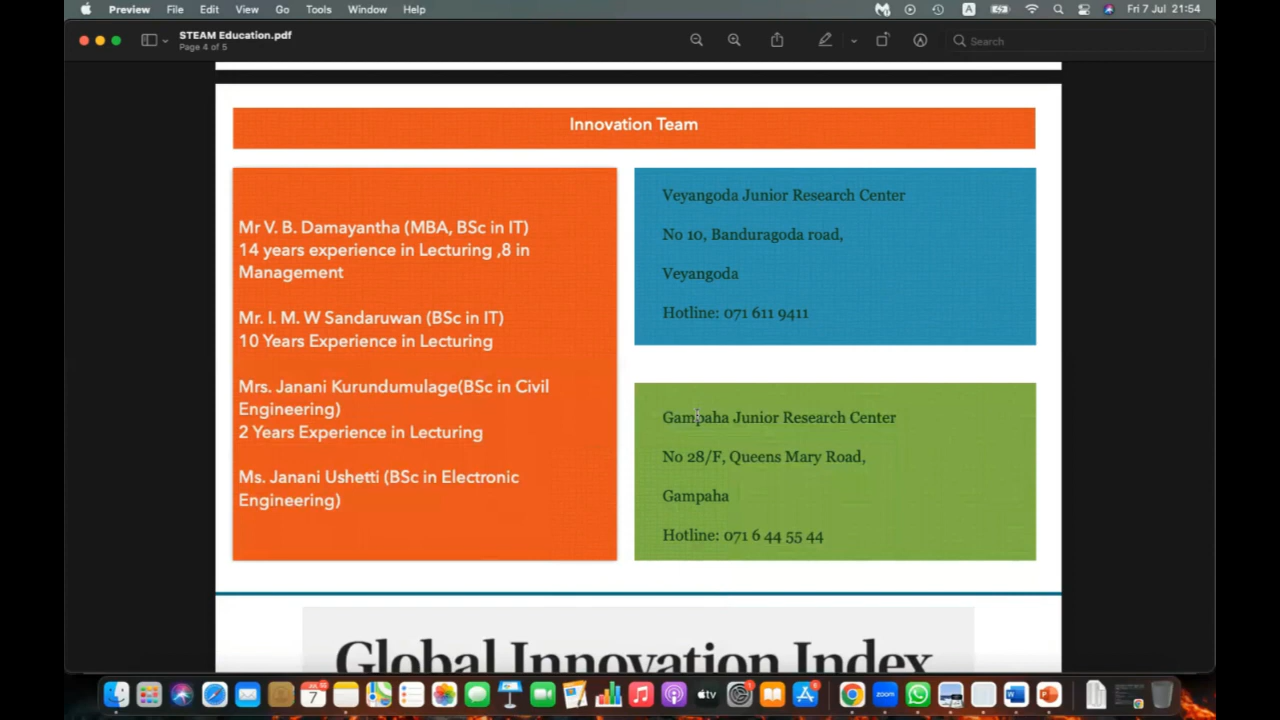 Preview File Edit View Go Tools Window Help
Fri 7 Jul 21:54
STEAM Education.pdf
Page 4 of 5
Search
Innovation Team
Mr V. B. Damayantha (MBA, BSc in IT)
14 years experience in Lecturing ,8 in
Management
Mr. I. M. W Sandaruwan (BSc in IT)
10 Years Experience in Lecturing
Mrs. Janani Kurundumulage(BSc in Civil
Engineering)
2 Years Experience in Lecturing
Ms. Janani Ushetti (BSc in Electronic
Engineering)
Veyangoda Junior Research Center
No 10, Banduragoda road,
Veyangoda
Hotline: 071 611 9411
Gampaha Junior Research Center
No 28/F, Queens Mary Road,
Gampaha
Hotline: 071 6 44 55 44
Global Innovation Index